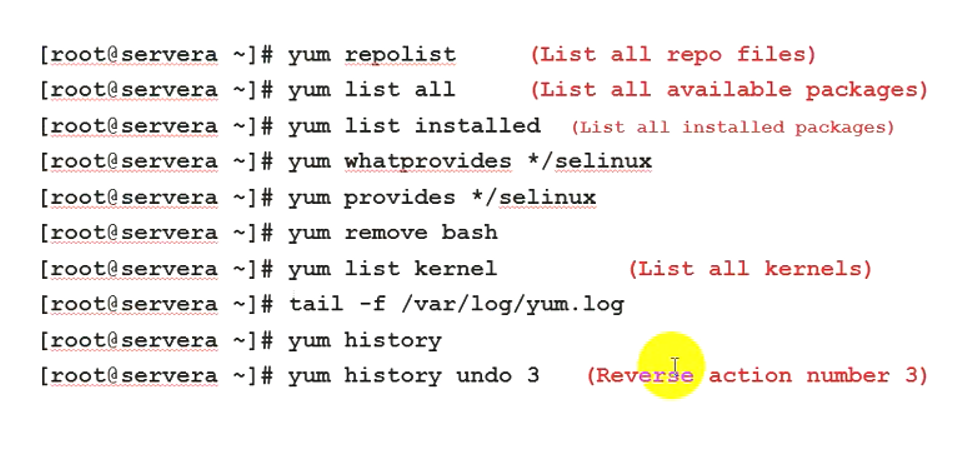 [root@servera ~]# yum repolist (List all repo files)
[root@servera ~]# yum list all (List all available packages)
[root@servera ~]# yum list installed (List all installed packages)
[root@servera ~]# yum whatprovides */selinux
[root@servera ~]# yum provides */selinux
[root@servera ~]# yum remove bash
[root@servera ~]# yum list kernel (List all kernels)
[root@servera ~]# tail -f /var/log/yum.log
[root@servera ~]# yum history
[root@servera ~]# yum history undo 3 (Reverse action number 3)